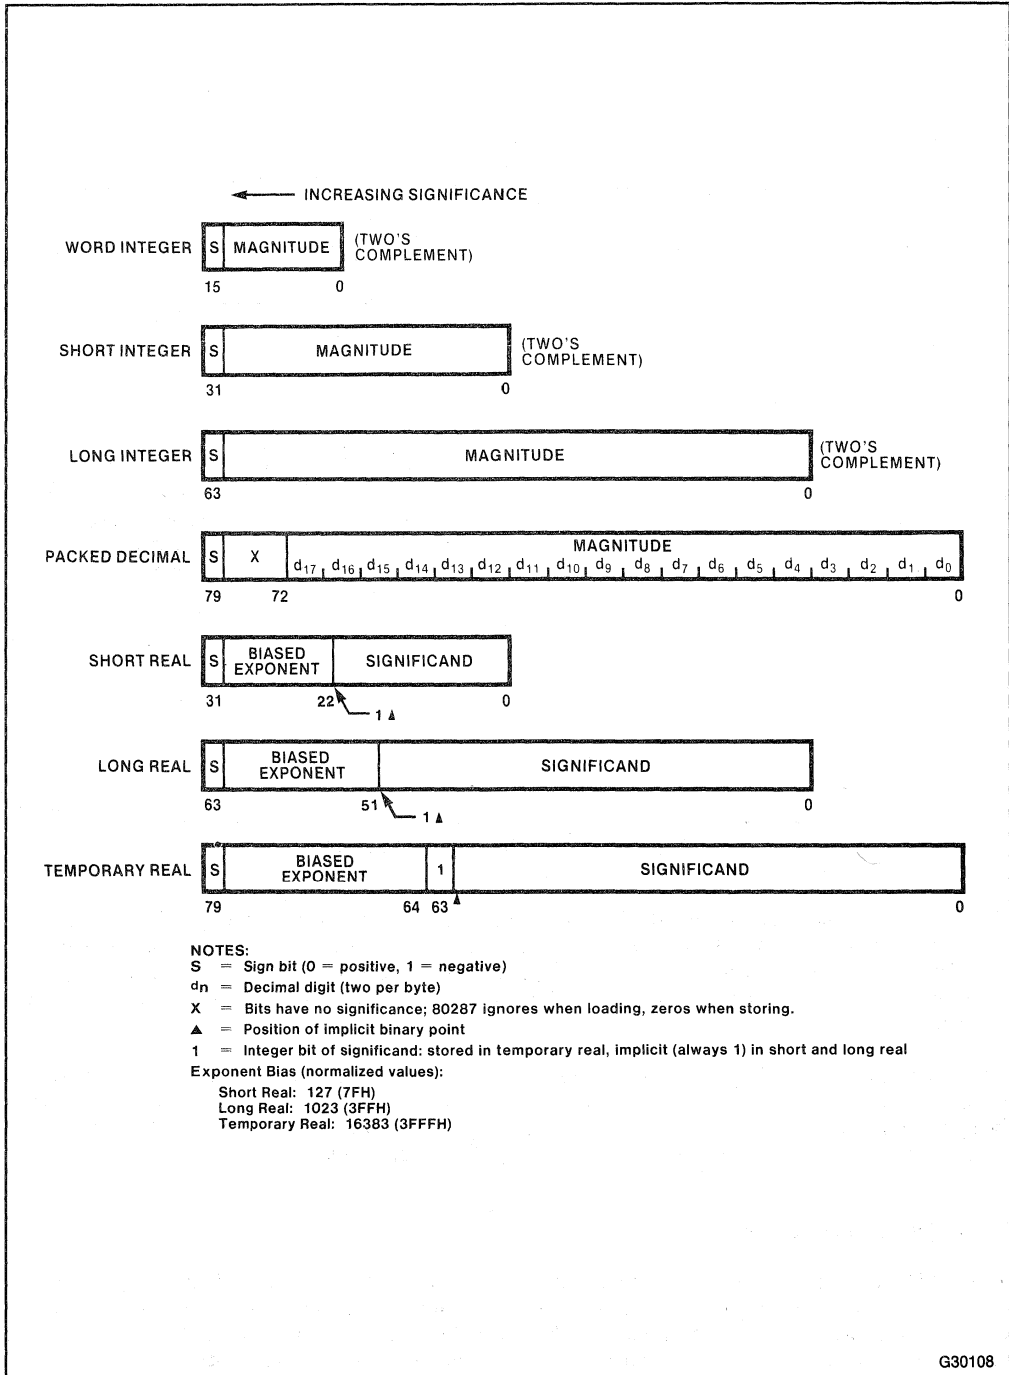 INCREASING SIGNIFICANCE
WORD INTEGER S MAGNITUDE (TWO'S
COMPLEMENT)
15 0
SHORT INTEGER S MAGNITUDE (TWO'S
COMPLEMENT)
31 0
LONG INTEGER S MAGNITUDE (TWO'S
COMPLEMENT)
63 0
PACKED DECIMAL S X MAGNITUDE
d17 d16 d15 d14 d13 d12 d11 d10 d9 d8 d7 d6 d5 d4 d3 d2 d1 d0
79 72 0
SHORT REAL S BIASED
EXPONENT SIGNIFICAND
31 22 0
1 ▲
LONG REAL S BIASED
EXPONENT SIGNIFICAND
63 51 0
1 ▲
TEMPORARY REAL S BIASED
EXPONENT 1 SIGNIFICAND
79 64 63 ▲ 0
NOTES:
S = Sign bit (0 = positive, 1 = negative)
dn = Decimal digit (two per byte)
X = Bits have no significance; 80287 ignores when loading, zeros when storing.
▲ = Position of implicit binary point
1 = Integer bit of significand: stored in temporary real, implicit (always 1) in short and long real
Exponent Bias (normalized values):
Short Real: 127 (7FH)
Long Real: 1023 (3FFH)
Temporary Real: 16383 (3FFFH)
G30108